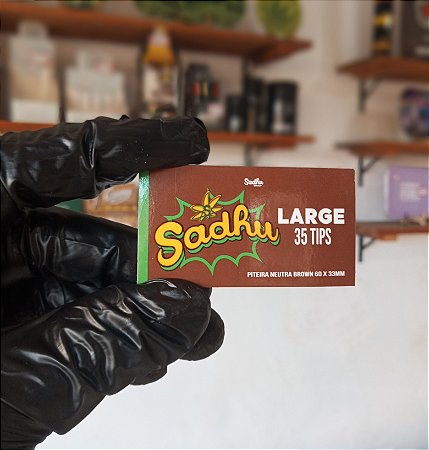 Sadhu
Sadhu
LARGE
35 TIPS
PITEIRA NEUTRA BROWN 60 X 33MM